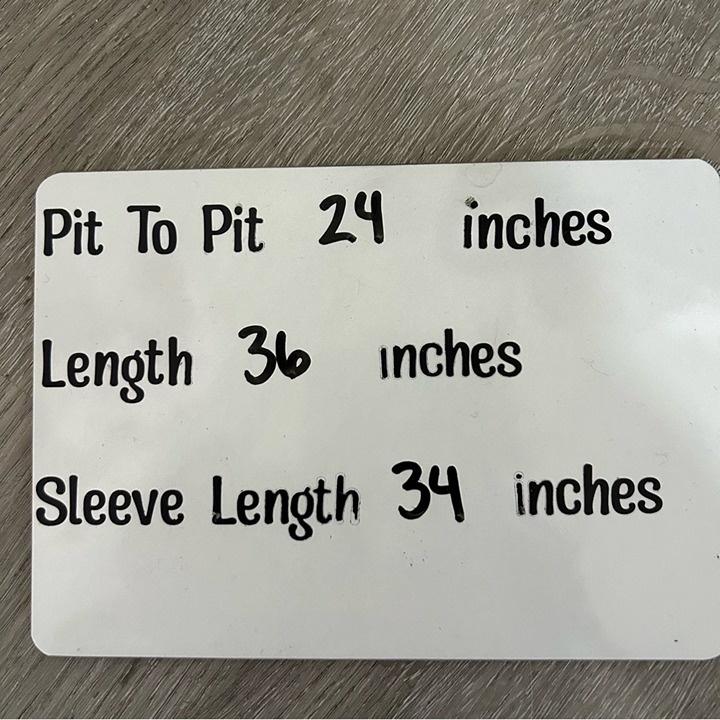 Pit To Pit 24 inches
Length 36 inches
Sleeve Length 34 inches